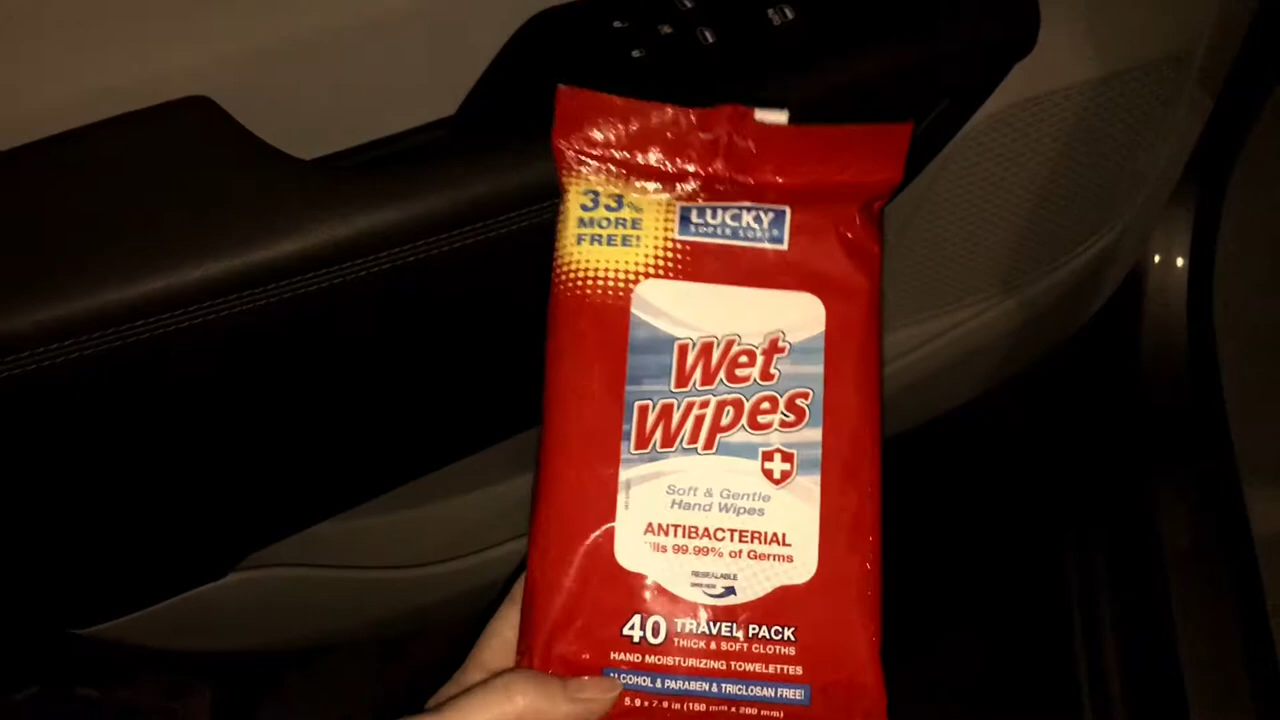 33%
MORE
FREE!
LUCKY
SUPER SOFT
Wet
Wipes
Soft & Gentle
Hand Wipes
ANTIBACTERIAL
ills 99.99% of Germs
RESEALABLE
40 TRAVEL PACK
THICK & SOFT CLOTHS
HAND MOISTURIZING TOWELETTES
ALCOHOL & PARABEN & TRICLOSAN FREE!
5.9 x 7.9 in (150 mm x 200 mm)